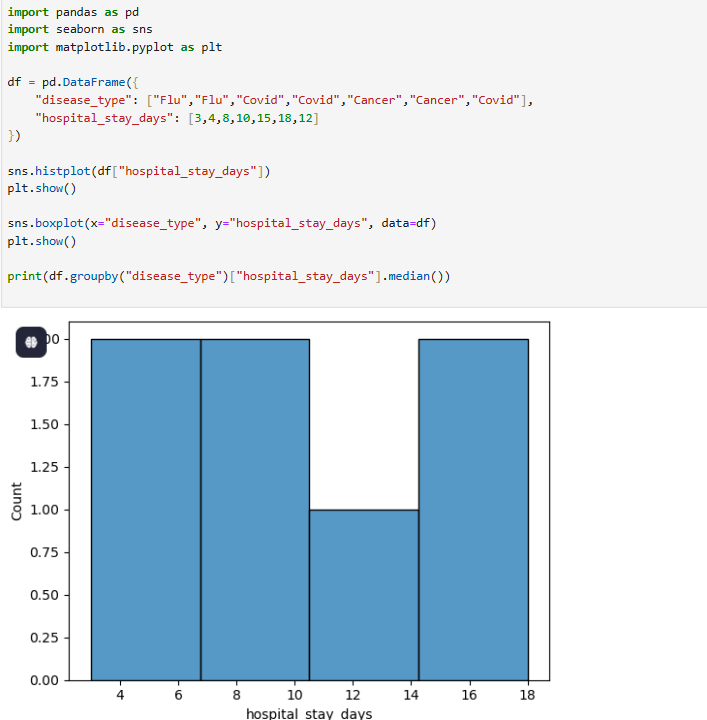 import pandas as pd
import seaborn as sns
import matplotlib.pyplot as plt
df = pd.DataFrame({
    "disease_type": ["Flu","Flu","Covid","Covid","Cancer","Cancer","Covid"],
    "hospital_stay_days": [3,4,8,10,15,18,12]
})
sns.histplot(df["hospital_stay_days"])
plt.show()
sns.boxplot(x="disease_type", y="hospital_stay_days", data=df)
plt.show()
print(df.groupby("disease_type")["hospital_stay_days"].median())
1.75
1.50
1.25
1.00
0.75
0.50
0.25
0.00
Count
4 6 8 10 12 14 16 18
hospital_stay_days